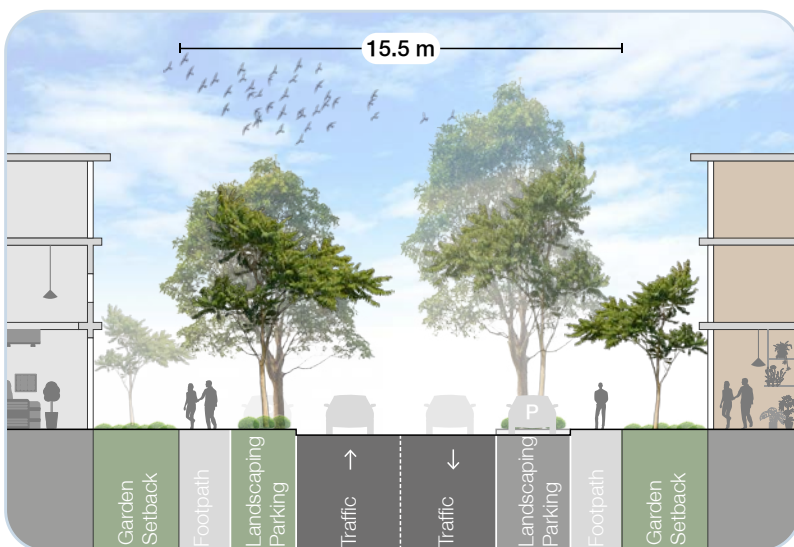 15.5 m
P
Garden
Setback
Footpath
Landscaping
Parking
Traffic
Traffic
Landscaping
Parking
Footpath
Garden
Setback